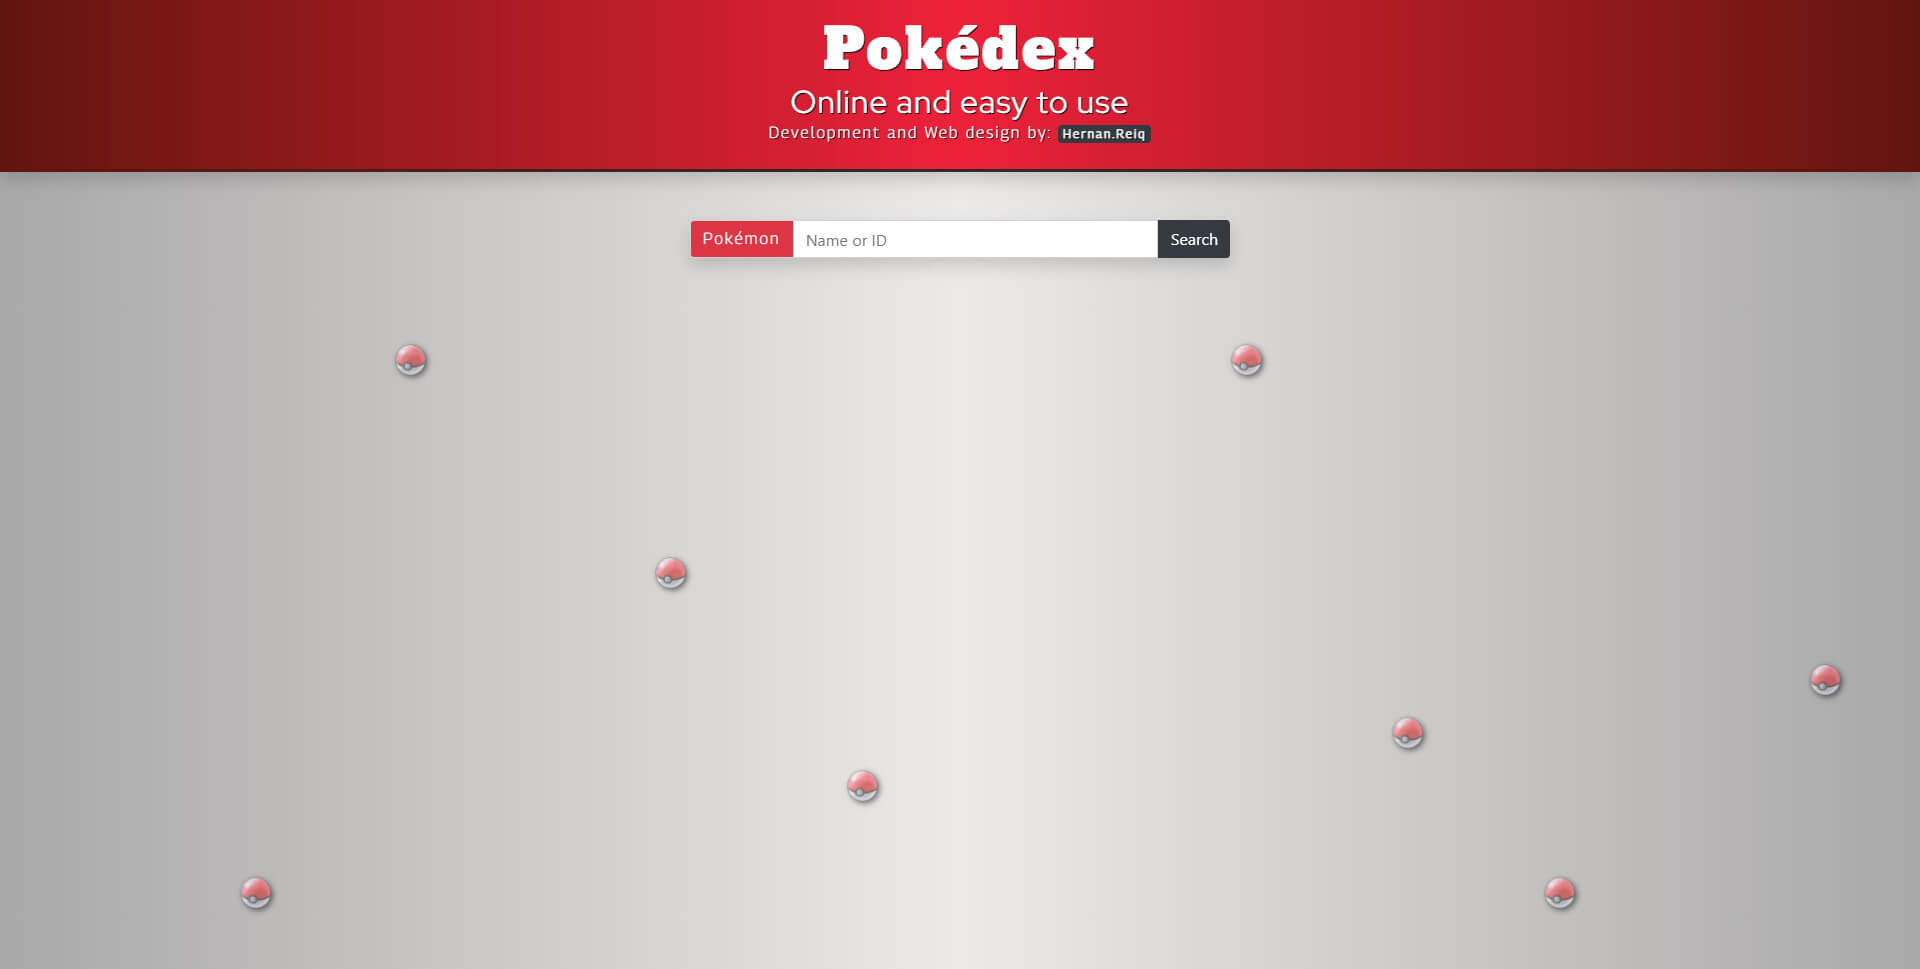 Pokédex
Online and easy to use
Development and Web design by: Hernan.Reiq
Pokémon Name or ID Search